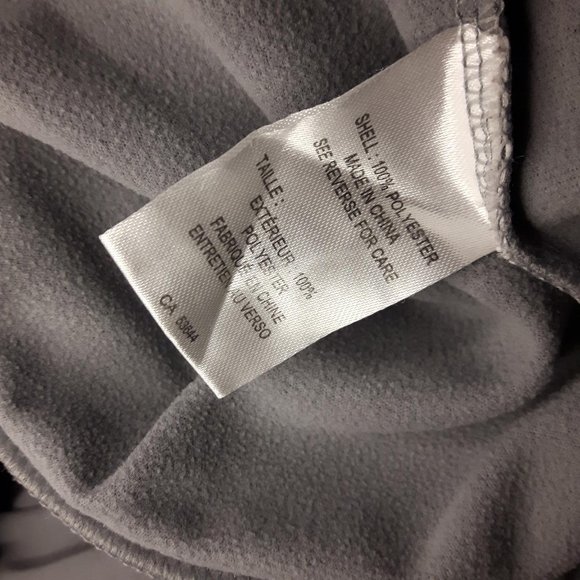 SHELL : 100% POLYESTER
MADE IN CHINA
SEE REVERSE FOR CARE
TAILLE :
EXTÉRIEUR : 100%
POLYESTER
FABRIQUÉ EN CHINE
ENTRETIEN AU VERSO
CA 53844